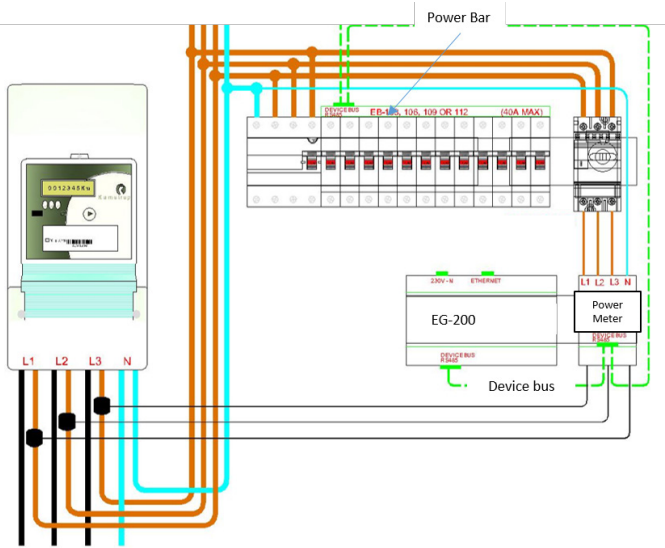 Power Bar
DEVICE BUS
RS485
EB-103, 106, 109 OR 112
(40A MAX)
00123456
Kamstrup
L1 L2 L3 N
230V - N
ETHERNET
EG-200
Power
Meter
DEVICE BUS
RS485
DEVICE BUS
RS485
Device bus
L1 L2 L3 N